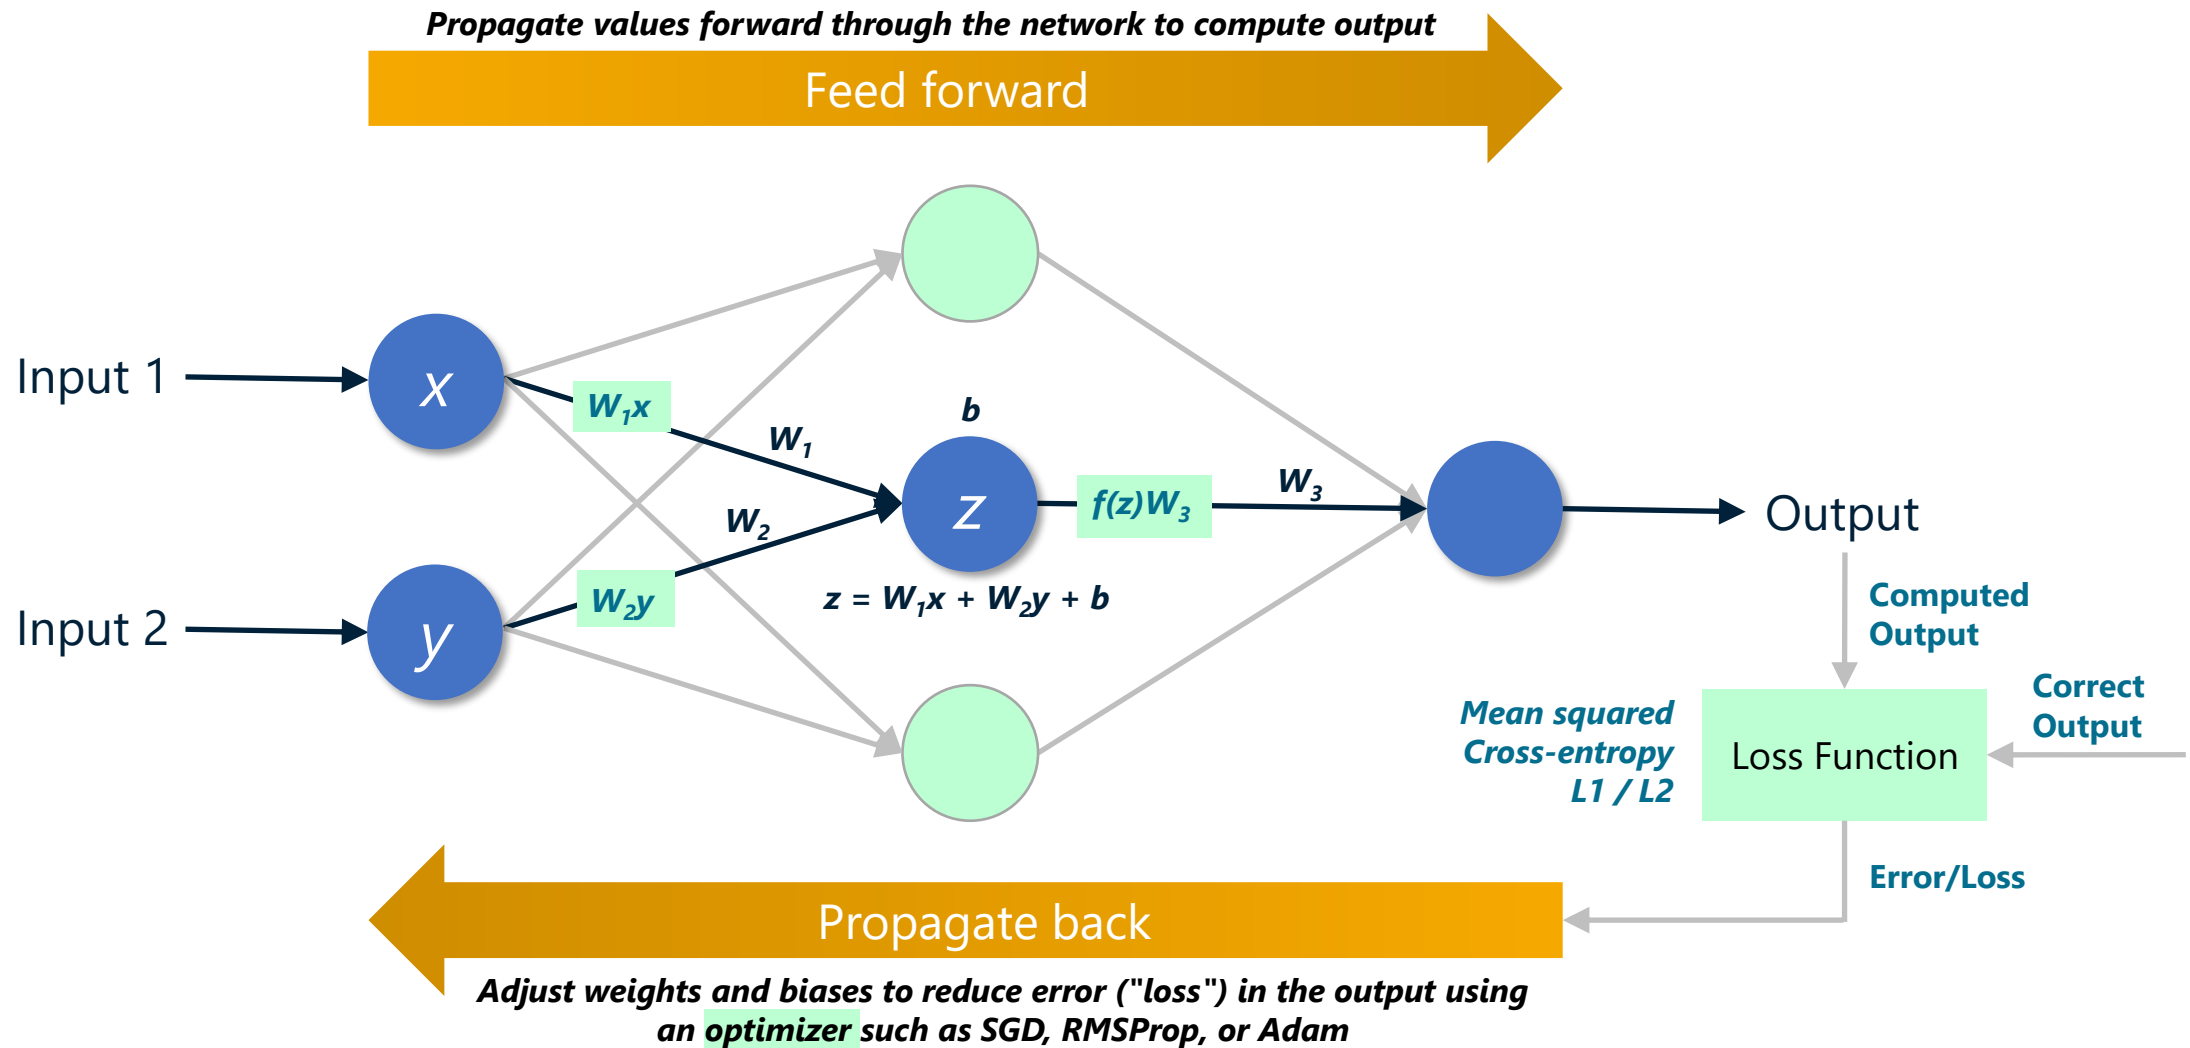 Propagate values forward through the network to compute output
Feed forward
Input 1
x
W₁x
W₁
b
W₂
z
f(z)W₃
W₃
Output
Input 2
y
W₂y
z = W₁x + W₂y + b
Computed
Output
Correct
Output
Mean squared
Cross-entropy
L1 / L2
Loss Function
Error/Loss
Propagate back
Adjust weights and biases to reduce error ("loss") in the output using
an optimizer such as SGD, RMSProp, or Adam